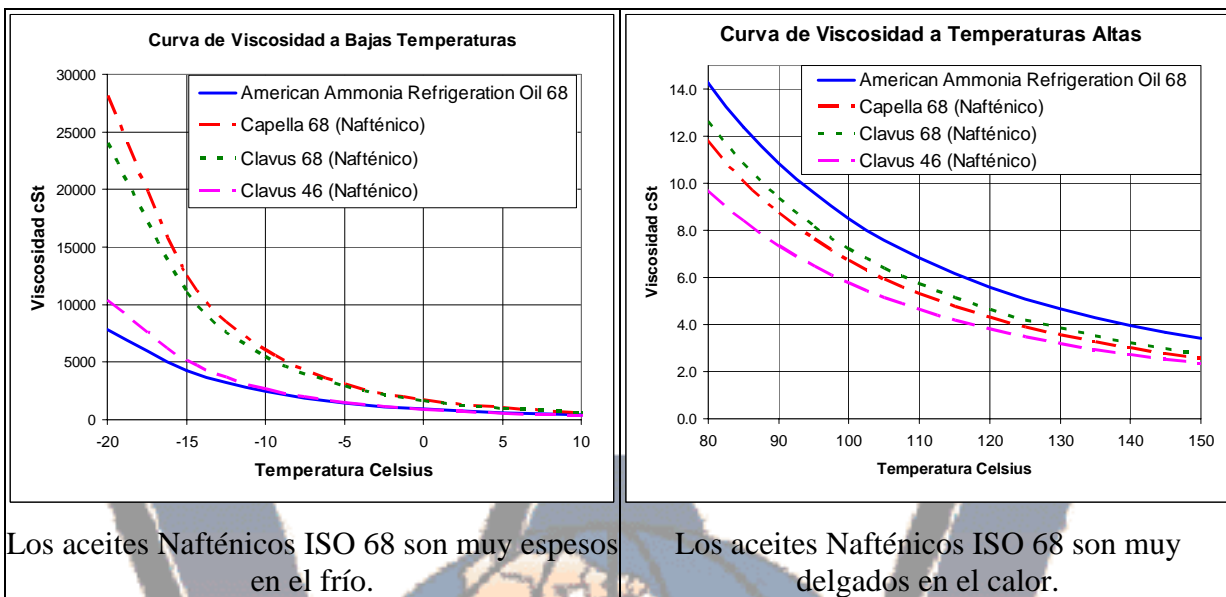 Curva de Viscosidad a Bajas Temperaturas
Viscosidad cSt
30000
25000
20000
15000
10000
5000
0
-20 -15 -10 -5 0 5 10
Temperatura Celsius
American Ammonia Refrigeration Oil 68
Capella 68 (Nafténico)
Clavus 68 (Nafténico)
Clavus 46 (Nafténico)
Los aceites Nafténicos ISO 68 son muy espesos
en el frío.
Curva de Viscosidad a Temperaturas Altas
Viscosidad cSt
14.0
12.0
10.0
8.0
6.0
4.0
2.0
0.0
80 90 100 110 120 130 140 150
Temperatura Celsius
American Ammonia Refrigeration Oil 68
Capella 68 (Nafténico)
Clavus 68 (Nafténico)
Clavus 46 (Nafténico)
Los aceites Nafténicos ISO 68 son muy
delgados en el calor.